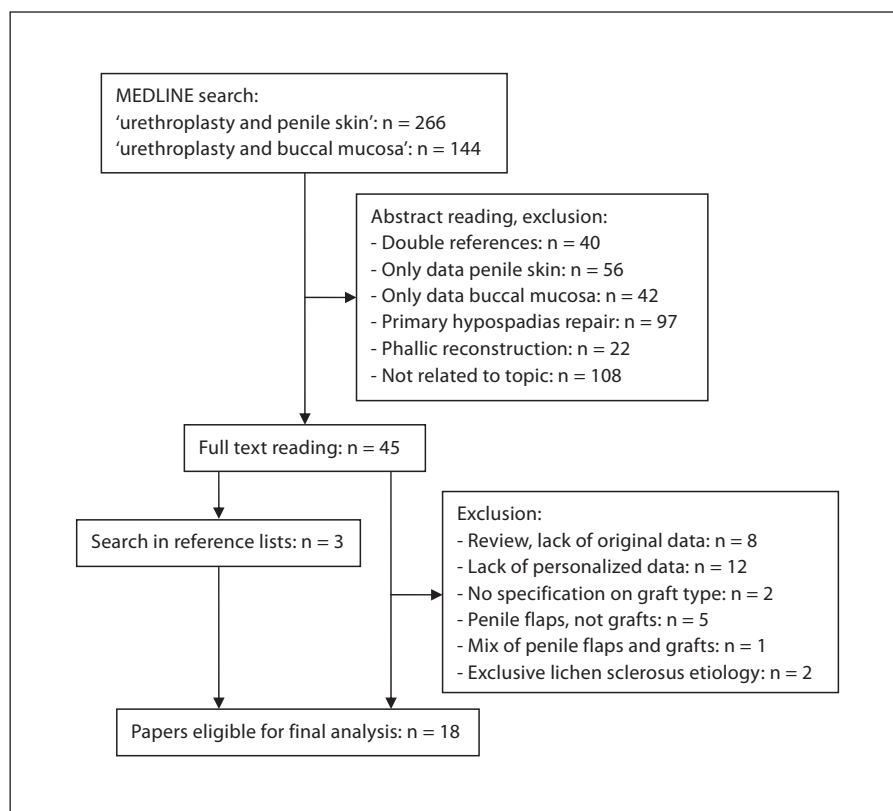 MEDLINE search:
‘urethroplasty and penile skin’: n = 266
‘urethroplasty and buccal mucosa’: n = 144
Abstract reading, exclusion:
- Double references: n = 40
- Only data penile skin: n = 56
- Only data buccal mucosa: n = 42
- Primary hypospadias repair: n = 97
- Phallic reconstruction: n = 22
- Not related to topic: n = 108
Full text reading: n = 45
Search in reference lists: n = 3
Exclusion:
- Review, lack of original data: n = 8
- Lack of personalized data: n = 12
- No specification on graft type: n = 2
- Penile flaps, not grafts: n = 5
- Mix of penile flaps and grafts: n = 1
- Exclusive lichen sclerosus etiology: n = 2
Papers eligible for final analysis: n = 18